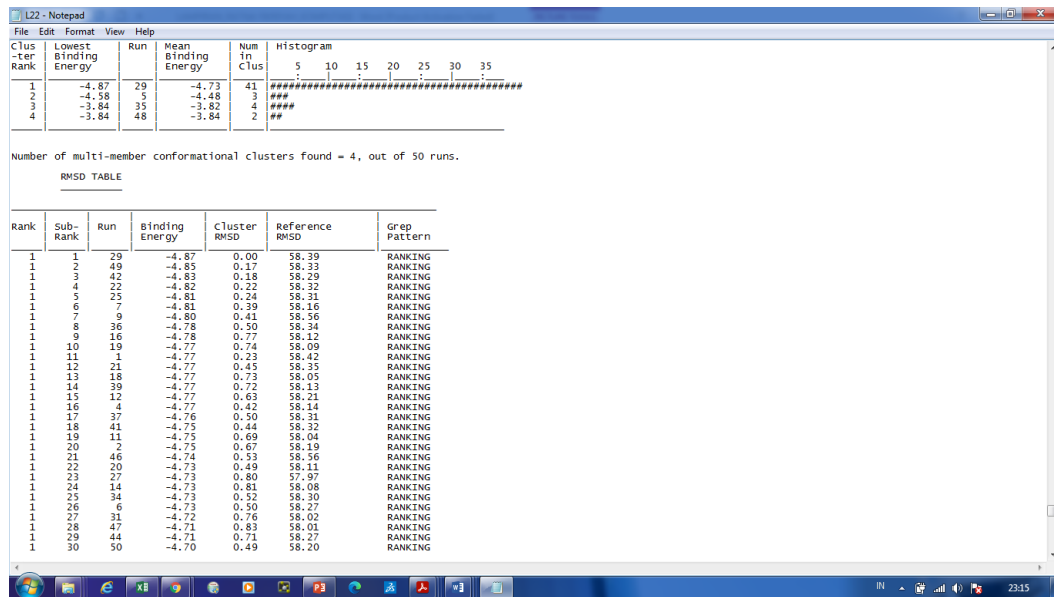 L22 - Notepad
File Edit Format View Help
Clus | Lowest | Run | Mean | Num | Histogram
-ter | Binding | | Binding | in |
Rank | Energy | | Energy | Clus | 5 10 15 20 25 30 35
1 | -4.87 | 29 | -4.73 | 41 |#########################################
2 | -4.58 | 5 | -4.48 | 3 |###
3 | -3.84 | 35 | -3.82 | 4 |####
4 | -3.84 | 48 | -3.84 | 2 |##
Number of multi-member conformational clusters found = 4, out of 50 runs.
RMSD TABLE
Rank | Sub- | Run | Binding | Cluster | Reference | Grep
| Rank | | Energy | RMSD | RMSD | Pattern
1 1 29 -4.87 0.00 58.39 RANKING
1 2 49 -4.85 0.17 58.33 RANKING
1 3 42 -4.83 0.18 58.29 RANKING
1 4 22 -4.82 0.22 58.32 RANKING
1 5 25 -4.81 0.24 58.31 RANKING
1 6 7 -4.81 0.39 58.16 RANKING
1 7 9 -4.80 0.41 58.56 RANKING
1 8 36 -4.78 0.50 58.34 RANKING
1 9 16 -4.78 0.77 58.12 RANKING
1 10 19 -4.77 0.74 58.09 RANKING
1 11 1 -4.77 0.23 58.42 RANKING
1 12 21 -4.77 0.45 58.35 RANKING
1 13 18 -4.77 0.73 58.05 RANKING
1 14 39 -4.77 0.72 58.13 RANKING
1 15 12 -4.77 0.63 58.21 RANKING
1 16 4 -4.77 0.42 58.14 RANKING
1 17 37 -4.76 0.50 58.31 RANKING
1 18 41 -4.75 0.44 58.32 RANKING
1 19 11 -4.75 0.69 58.04 RANKING
1 20 2 -4.75 0.67 58.19 RANKING
1 21 46 -4.74 0.53 58.56 RANKING
1 22 20 -4.73 0.49 58.11 RANKING
1 23 27 -4.73 0.80 57.97 RANKING
1 24 14 -4.73 0.81 58.08 RANKING
1 25 34 -4.73 0.52 58.30 RANKING
1 26 6 -4.73 0.50 58.27 RANKING
1 27 31 -4.72 0.76 58.02 RANKING
1 28 47 -4.71 0.83 58.01 RANKING
1 29 44 -4.71 0.71 58.27 RANKING
1 30 50 -4.70 0.49 58.20 RANKING
IN 23:15